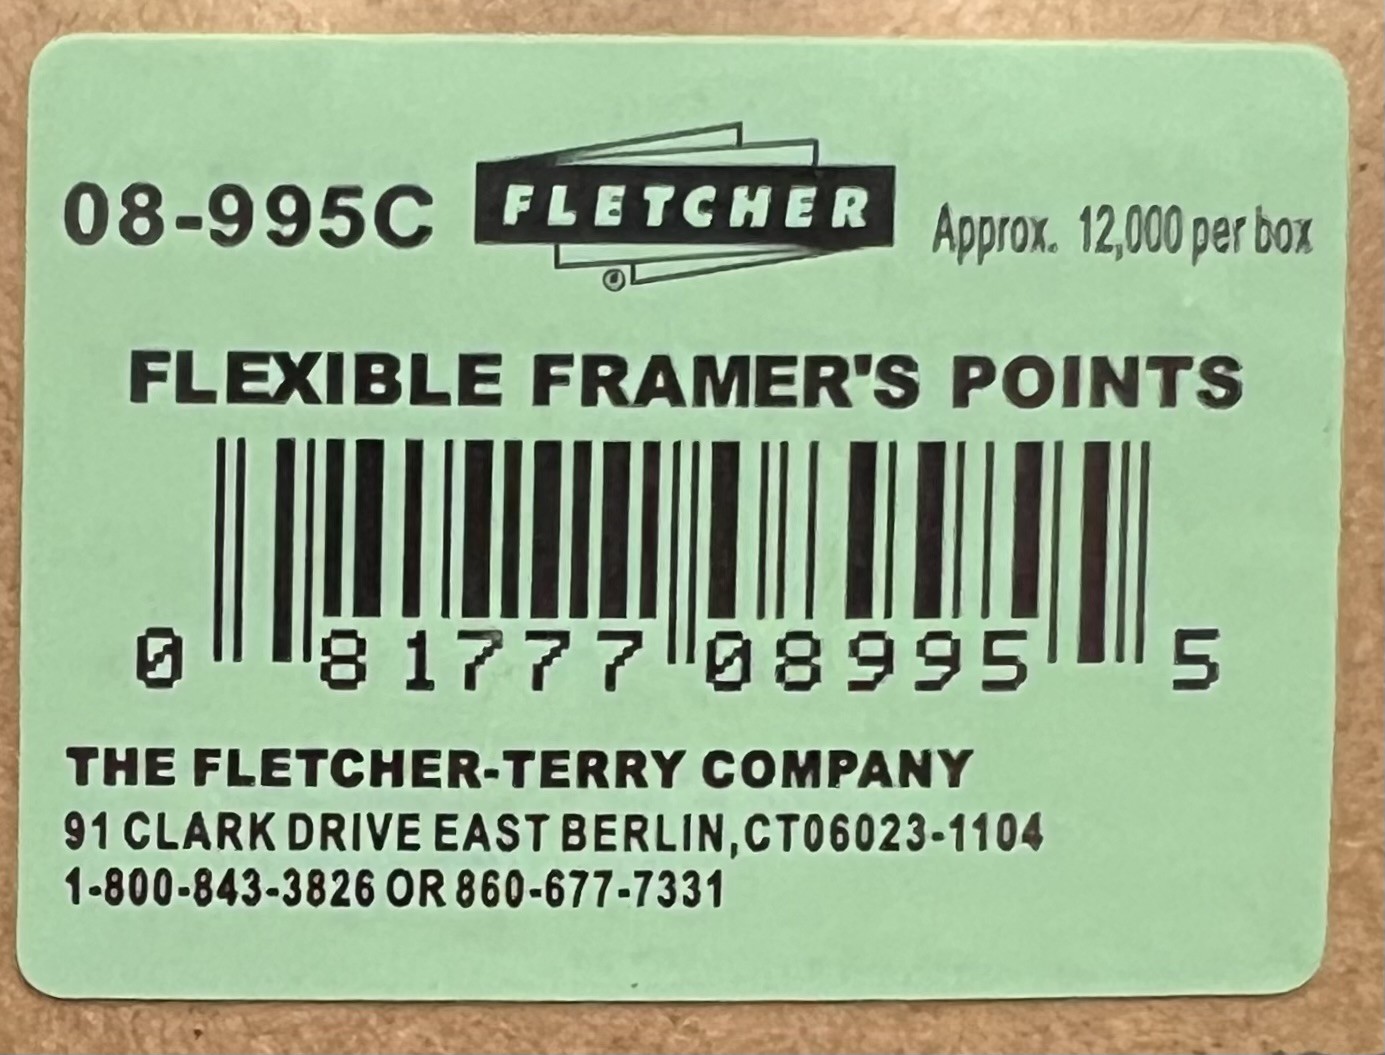 08-995C FLETCHER Approx. 12,000 per box
FLEXIBLE FRAMER'S POINTS
0 81777 08995 5
THE FLETCHER-TERRY COMPANY
91 CLARK DRIVE EAST BERLIN,CT06023-1104
1-800-843-3826 OR 860-677-7331